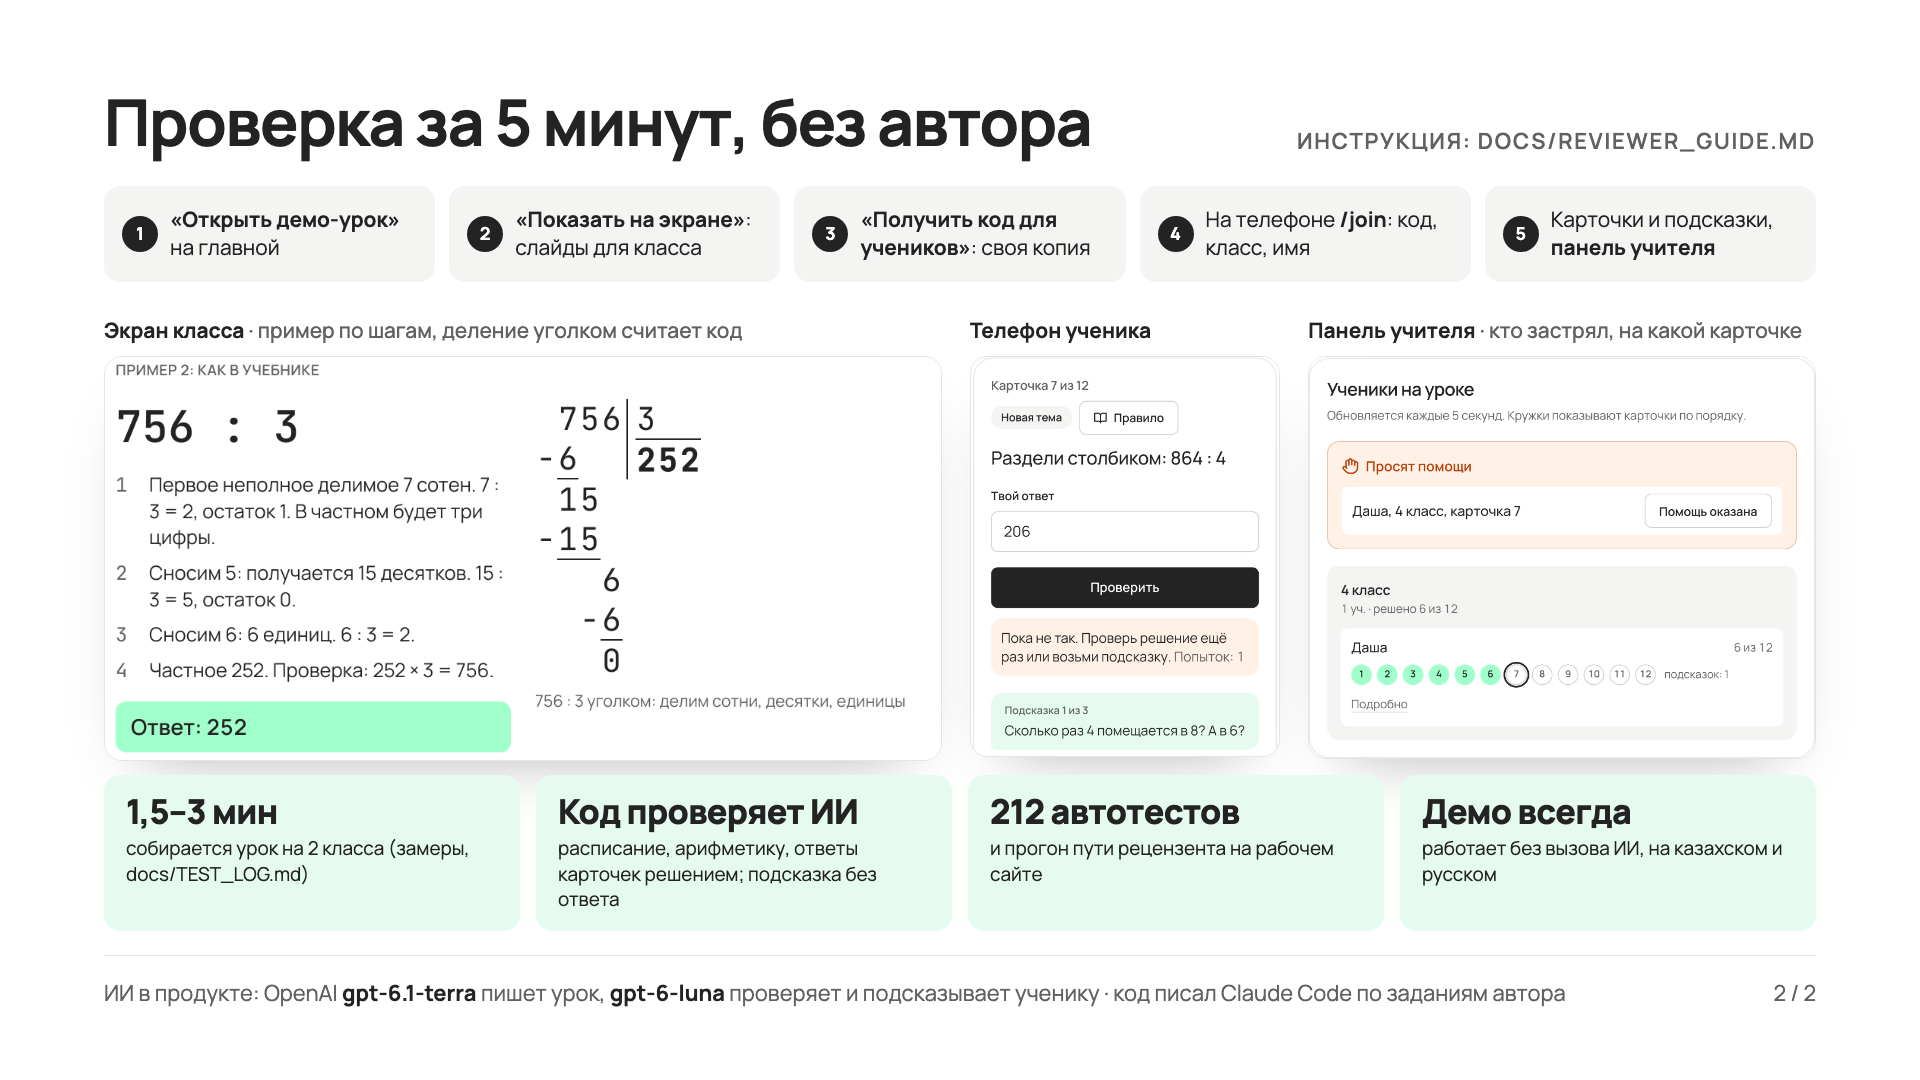 Проверка за 5 минут, без автора
ИНСТРУКЦИЯ: DOCS/REVIEWER_GUIDE.MD
1
«Открыть демо-урок»
на главной
2
«Показать на экране»:
слайды для класса
3
«Получить код для
учеников»: своя копия
4
На телефоне /join: код,
класс, имя
5
Карточки и подсказки,
панель учителя
Экран класса · пример по шагам, деление уголком считает код
ПРИМЕР 2: КАК В УЧЕБНИКЕ
756 : 3
1 Первое неполное делимое 7 сотен. 7 :
3 = 2, остаток 1. В частном будет три
цифры.
2 Сносим 5: получается 15 десятков. 15 :
3 = 5, остаток 0.
3 Сносим 6: 6 единиц. 6 : 3 = 2.
4 Частное 252. Проверка: 252 × 3 = 756.
Ответ: 252
756 3
-6 252
15
-15
6
-6
0
756 : 3 уголком: делим сотни, десятки, единицы
Телефон ученика
Карточка 7 из 12
Новая тема Правило
Раздели столбиком: 864 : 4
Твой ответ
206
Проверить
Пока не так. Проверь решение ещё
раз или возьми подсказку. Попыток: 1
Подсказка 1 из 3
Сколько раз 4 помещается в 8? А в 6?
Панель учителя · кто застрял, на какой карточке
Ученики на уроке
Обновляется каждые 5 секунд. Кружки показывают карточки по порядку.
Просят помощи
Даша, 4 класс, карточка 7 Помощь оказана
4 класс
1 уч. · решено 6 из 12
Даша 6 из 12
1 2 3 4 5 6 7 8 9 10 11 12 подсказок: 1
Подробно
1,5–3 мин
собирается урок на 2 класса (замеры,
docs/TEST_LOG.md)
Код проверяет ИИ
расписание, арифметику, ответы
карточек решением; подсказка без
ответа
212 автотестов
и прогон пути рецензента на рабочем
сайте
Демо всегда
работает без вызова ИИ, на казахском и
русском
ИИ в продукте: OpenAI gpt-6.1-terra пишет урок, gpt-6-luna проверяет и подсказывает ученику · код писал Claude Code по заданиям автора
2 / 2